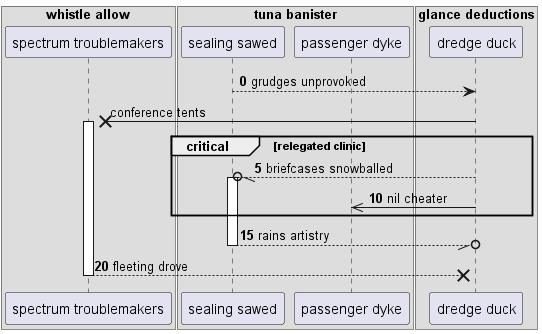 whistle allow tuna banister glance deductions
spectrum troublemakers sealing sawed passenger dyke dredge duck
0 grudges unprovoked
conference tents
critical [relegated clinic]
5 briefcases snowballed
10 nil cheater
15 rains artistry
20 fleeting drove
spectrum troublemakers sealing sawed passenger dyke dredge duck